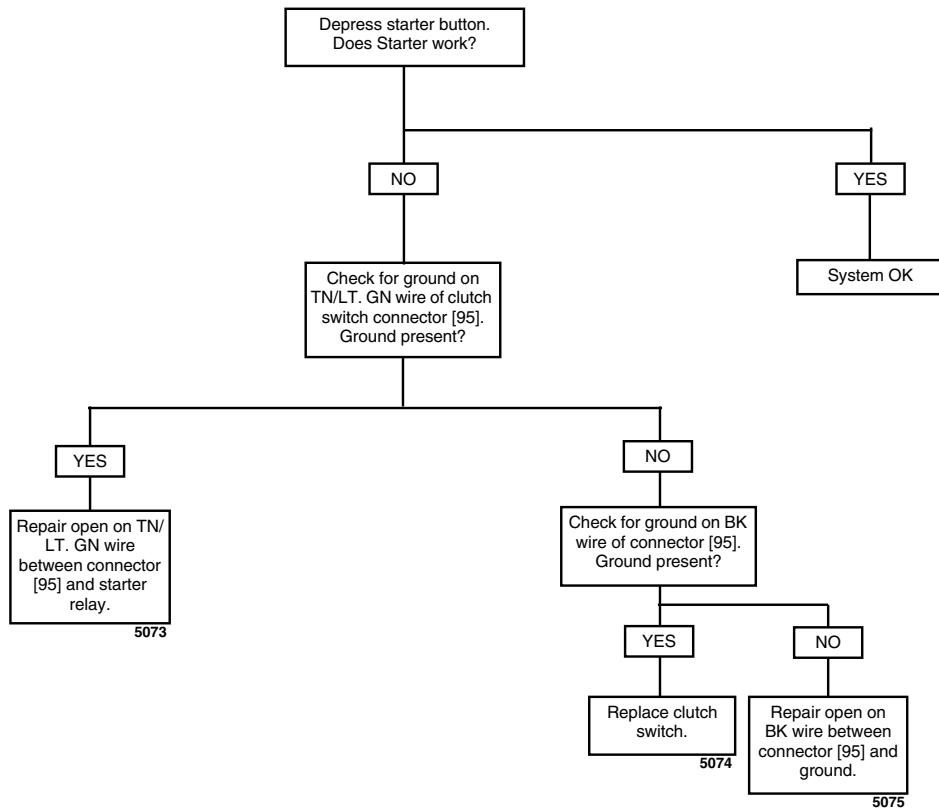 Depress starter button.
Does Starter work?
NO
YES
Check for ground on
TN/LT. GN wire of clutch
switch connector [95].
Ground present?
System OK
YES
NO
Repair open on TN/
LT. GN wire
between connector
[95] and starter
relay.
5073
Check for ground on BK
wire of connector [95].
Ground present?
YES
NO
Replace clutch
switch.
5074
Repair open on
BK wire between
connector [95] and
ground.
5075